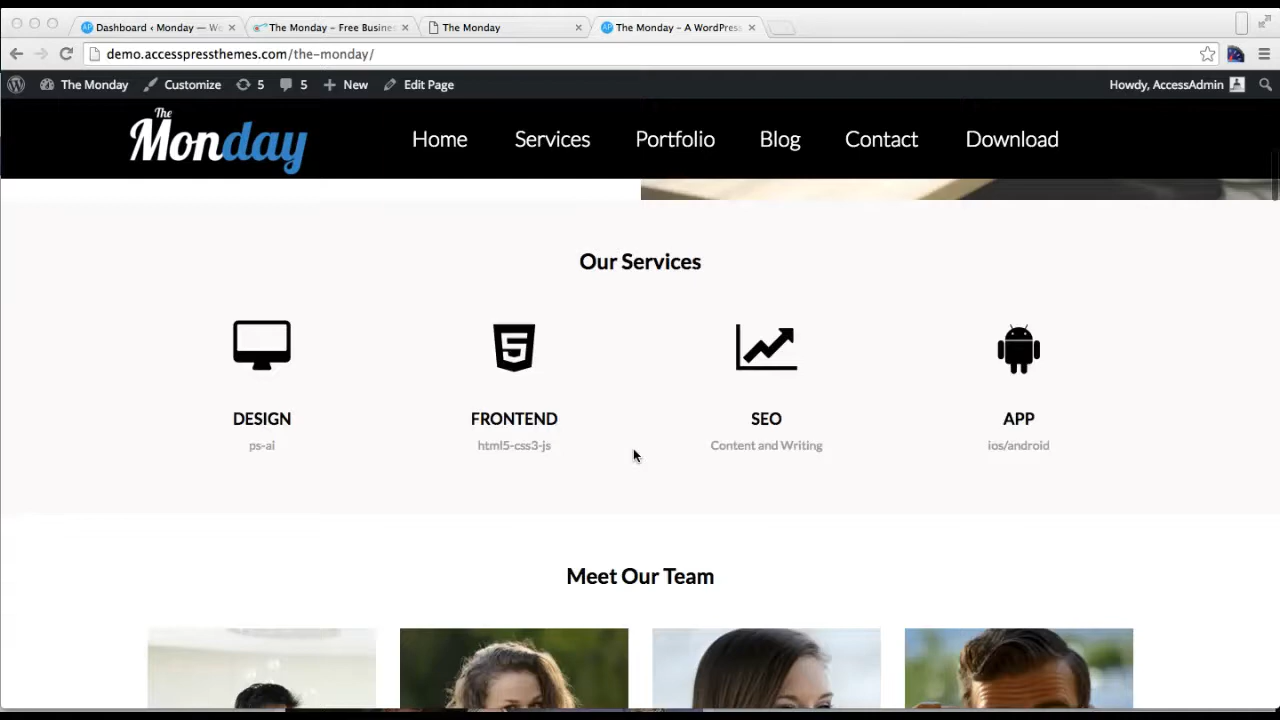 Dashboard ‹ Monday — Wo
The Monday – Free Busines
The Monday
The Monday – A WordPress
demo.accesspressthemes.com/the-monday/
The Monday
Customize
5
5
New
Edit Page
Howdy, AccessAdmin
The Monday
Home
Services
Portfolio
Blog
Contact
Download
Our Services
DESIGN
FRONTEND
SEO
APP
ps-ai
html5-css3-js
Content and Writing
ios/android
Meet Our Team